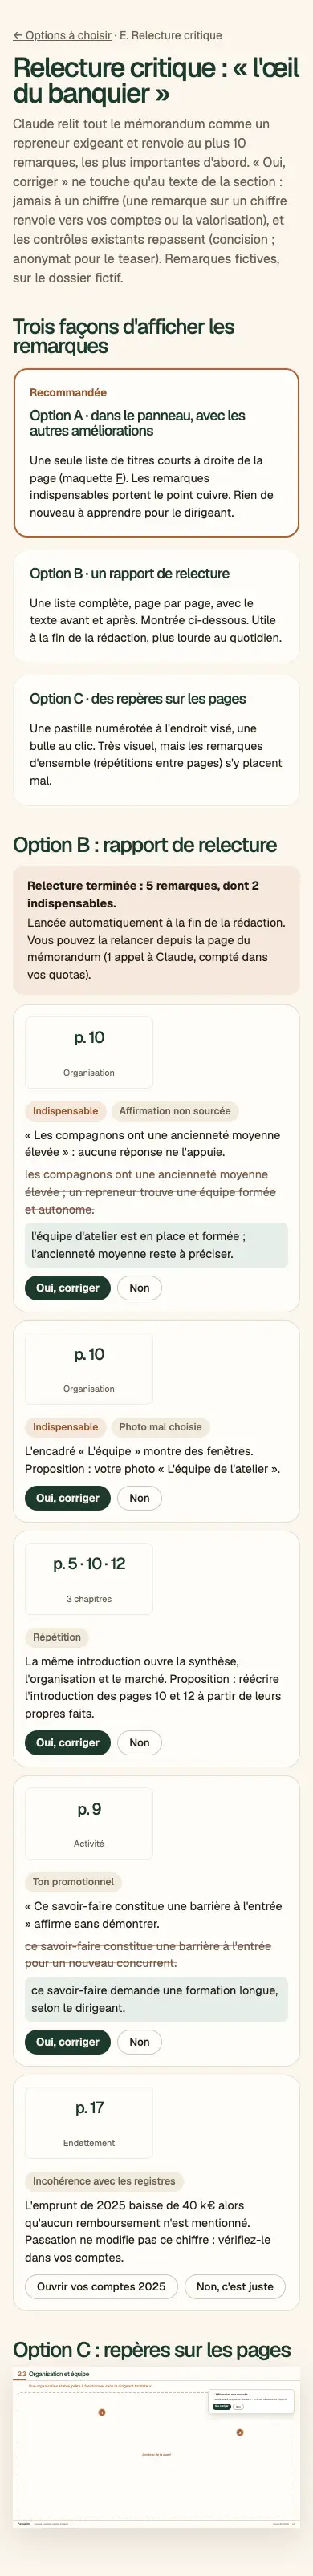 ← Options à choisir · E. Relecture critique
Relecture critique : « l'œil
du banquier »
Claude relit tout le mémorandum comme un
repreneur exigeant et renvoie au plus 10
remarques, les plus importantes d'abord. « Oui,
corriger » ne touche qu'au texte de la section :
jamais à un chiffre (une remarque sur un chiffre
renvoie vers vos comptes ou la valorisation), et
les contrôles existants repassent (concision ;
anonymat pour le teaser). Remarques fictives,
sur le dossier fictif.
Trois façons d'afficher les
remarques
Recommandée
Option A · dans le panneau, avec les
autres améliorations
Une seule liste de titres courts à droite de la
page (maquette F). Les remarques
indispensables portent le point cuivre. Rien de
nouveau à apprendre pour le dirigeant.
Option B · un rapport de relecture
Une liste complète, page par page, avec le
texte avant et après. Montrée ci-dessous. Utile
à la fin de la rédaction, plus lourde au quotidien.
Option C · des repères sur les pages
Une pastille numérotée à l'endroit visé, une
bulle au clic. Très visuel, mais les remarques
d'ensemble (répétitions entre pages) s'y placent
mal.
Option B : rapport de relecture
Relecture terminée : 5 remarques, dont 2
indispensables.
Lancée automatiquement à la fin de la rédaction.
Vous pouvez la relancer depuis la page du
mémorandum (1 appel à Claude, compté dans
vos quotas).
p. 10
Organisation
Indispensable Affirmation non sourcée
« Les compagnons ont une ancienneté moyenne
élevée » : aucune réponse ne l'appuie.
les compagnons ont une ancienneté moyenne
élevée ; un repreneur trouve une équipe formée
et autonome.
l'équipe d'atelier est en place et formée ;
l'ancienneté moyenne reste à préciser.
Oui, corriger Non
p. 10
Organisation
Indispensable Photo mal choisie
L'encadré « L'équipe » montre des fenêtres.
Proposition : votre photo « L'équipe de l'atelier ».
Oui, corriger Non
p. 5 · 10 · 12
3 chapitres
Répétition
La même introduction ouvre la synthèse,
l'organisation et le marché. Proposition : réécrire
l'introduction des pages 10 et 12 à partir de leurs
propres faits.
Oui, corriger Non
p. 9
Activité
Ton promotionnel
« Ce savoir-faire constitue une barrière à l'entrée
» affirme sans démontrer.
ce savoir-faire constitue une barrière à l'entrée
pour un nouveau concurrent.
ce savoir-faire demande une formation longue,
selon le dirigeant.
Oui, corriger Non
p. 17
Endettement
Incohérence avec les registres
L'emprunt de 2025 baisse de 40 k€ alors
qu'aucun remboursement n'est mentionné.
Passation ne modifie pas ce chiffre : vérifiez-le
dans vos comptes.
Ouvrir vos comptes 2025 Non, c'est juste
Option C : repères sur les pages
2.3 Organisation et équipe